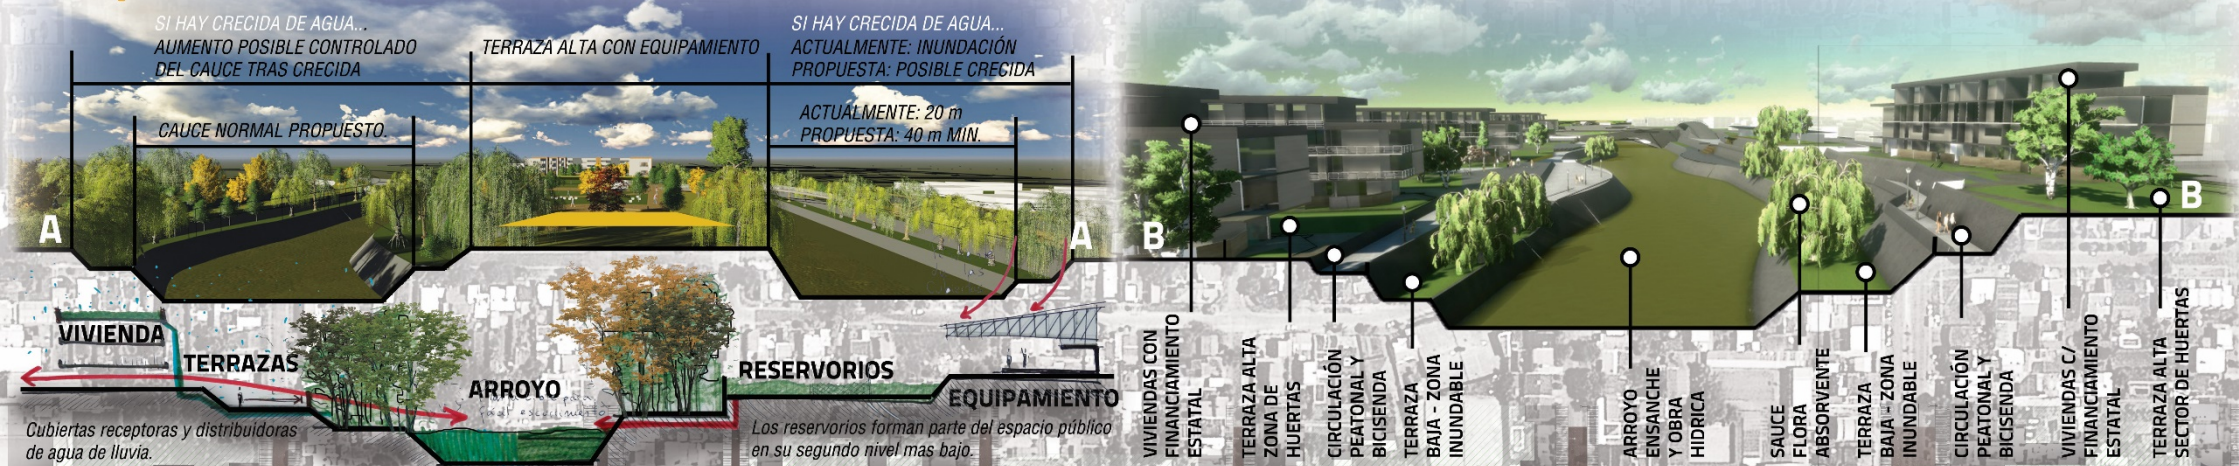 SI HAY CRECIDA DE AGUA...
AUMENTO POSIBLE CONTROLADO
DEL CAUCE TRAS CRECIDA
TERRAZA ALTA CON EQUIPAMIENTO
SI HAY CRECIDA DE AGUA...
ACTUALMENTE: INUNDACIÓN
PROPUESTA: POSIBLE CRECIDA
CAUCE NORMAL PROPUESTO.
ACTUALMENTE: 20 m
PROPUESTA: 40 m MIN.
A
A
B
B
VIVIENDA
TERRAZAS
ARROYO
RESERVORIOS
EQUIPAMIENTO
Cubiertas receptoras y distribuidoras
de agua de lluvia.
Los reservorios forman parte del espacio público
en su segundo nivel mas bajo.
VIVIENDAS CON
FINANCIAMIENTO
ESTATAL
TERRAZA ALTA
ZONA DE
HUERTAS
CIRCULACIÓN
PEATONAL Y
BICISENDA
TERRAZA
BAJA - ZONA
INUNDABLE
ARROYO
ENSANCHE
Y OBRA
HIDRICA
SAUCE
FLORA
ABSORVENTE
TERRAZA
BAJA - ZONA
INUNDABLE
CIRCULACIÓN
PEATONAL Y
BICISENDA
VIVIENDAS C/
FINANCIAMIENTO
ESTATAL
TERRAZA ALTA
SECTOR DE HUERTAS